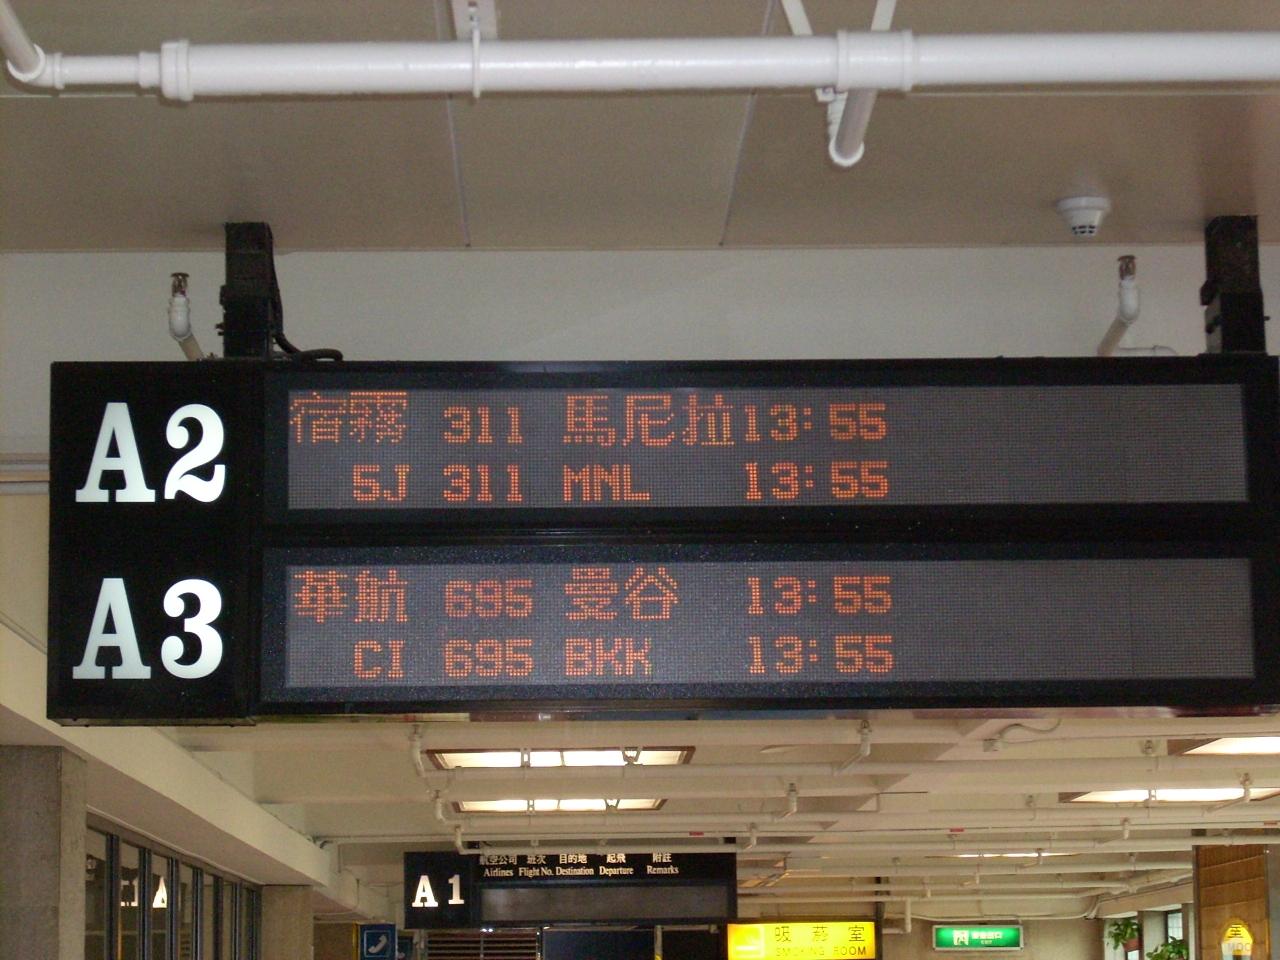 A2
宿霧 311 馬尼拉 13:55
5J 311 MNL 13:55
A3
華航 695 曼谷 13:55
CI 695 BKK 13:55
A1
航空公司 班次 目的地 起飛 附註
Airlines Flight No. Destination Departure Remarks
吸菸室
SMOKING ROOM
EXIT
室